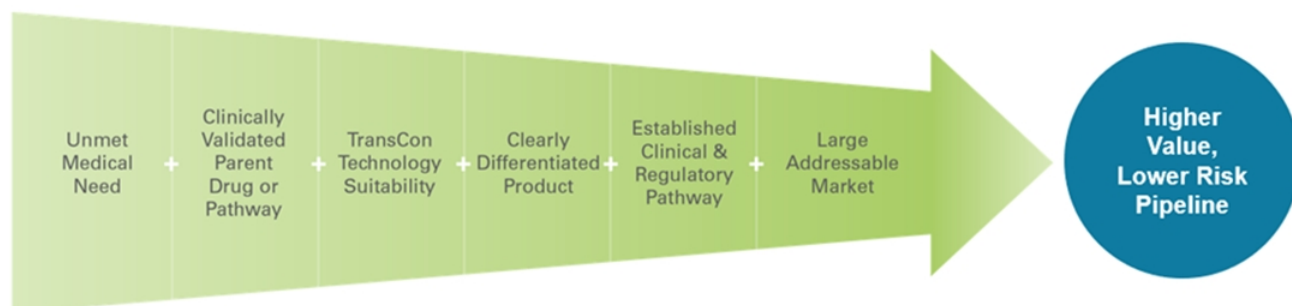 Unmet
Medical
Need
+
Clinically
Validated
Parent
Drug or
Pathway
+
TransCon
Technology
Suitability
+
Clearly
Differentiated
Product
+
Established
Clinical &
Regulatory
Pathway
+
Large
Addressable
Market
Higher
Value,
Lower Risk
Pipeline